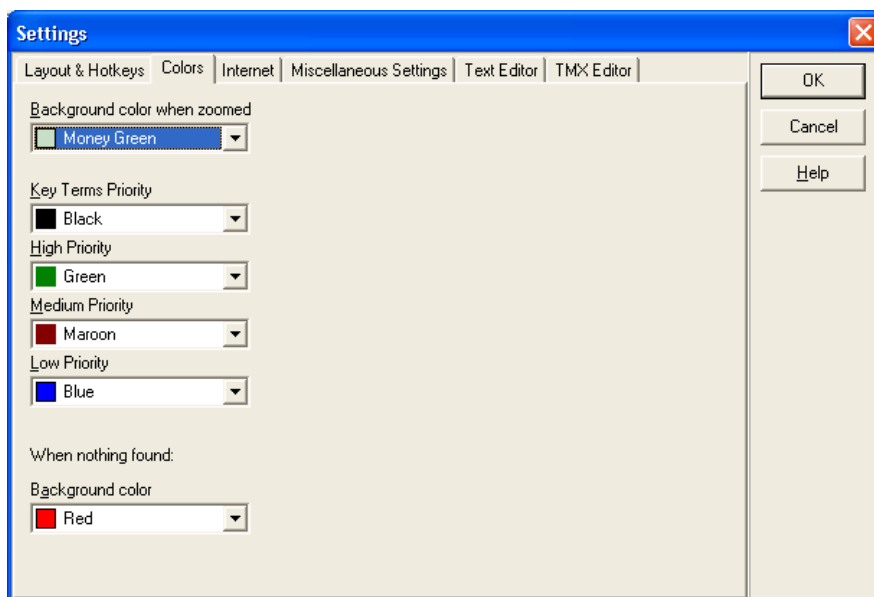 Settings
Layout & Hotkeys Colors Internet Miscellaneous Settings Text Editor TMX Editor
OK
Cancel
Help
Background color when zoomed
Money Green
Key Terms Priority
Black
High Priority
Green
Medium Priority
Maroon
Low Priority
Blue
When nothing found:
Background color
Red